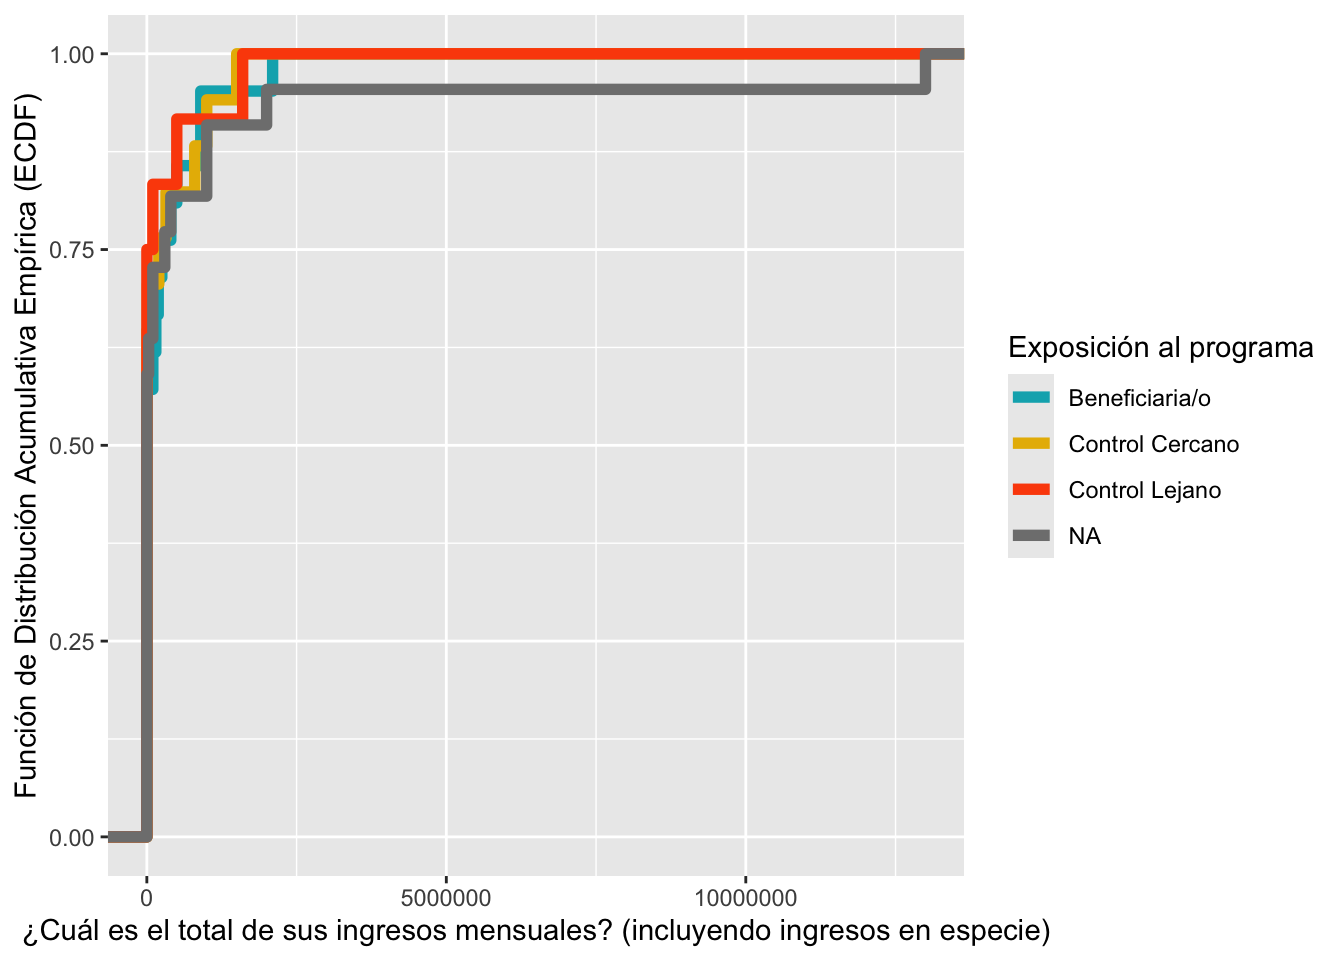 Función de Distribución Acumulativa Empírica (ECDF)
1.00
0.75
0.50
0.25
0.00
0
5000000
10000000
¿Cuál es el total de sus ingresos mensuales? (incluyendo ingresos en especie)
Exposición al programa
Beneficiaria/o
Control Cercano
Control Lejano
NA